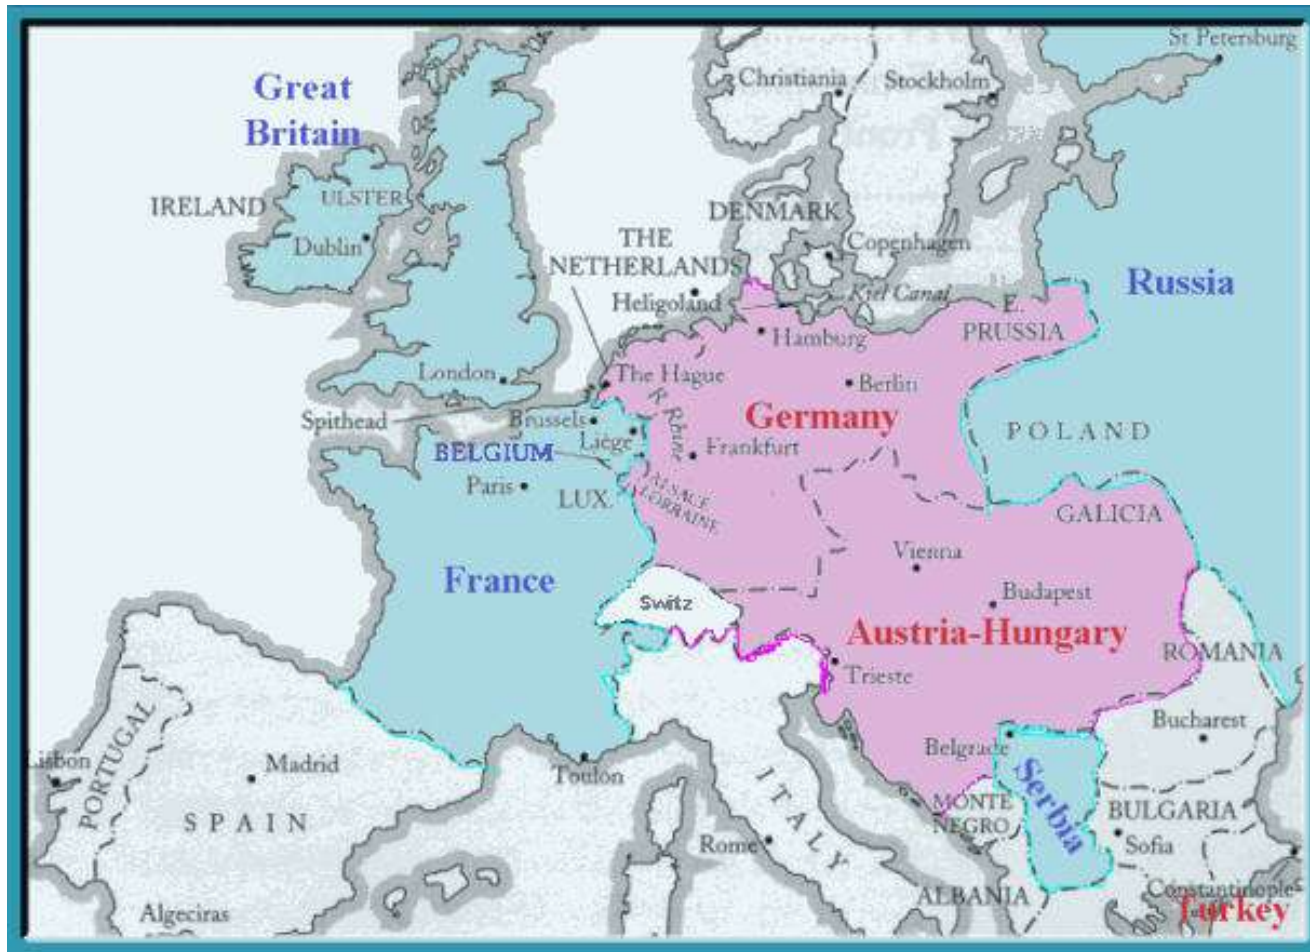 St Petersburg
Great
Britain
Christiania
Stockholm
IRELAND
ULSTER
Dublin
DENMARK
Copenhagen
THE
NETHERLANDS
Heligoland
Kiel Canal
Russia
E.
PRUSSIA
Hamburg
London
The Hague
Berlin
Spithead
Brussels
R. Rhine
Germany
Liège
BELGIUM
Frankfurt
POLAND
Paris
LUX.
ALSACE
LORRAINE
GALICIA
Vienna
France
Switz
Budapest
Austria-Hungary
ROMANIA
Trieste
PORTUGAL
Bucharest
Belgrade
Lisbon
Madrid
Toulon
ITALY
Serbia
SPAIN
MONTE
NEGRO
BULGARIA
Rome
Sofia
ALBANIA
Constantinople
Turkey
Algeciras